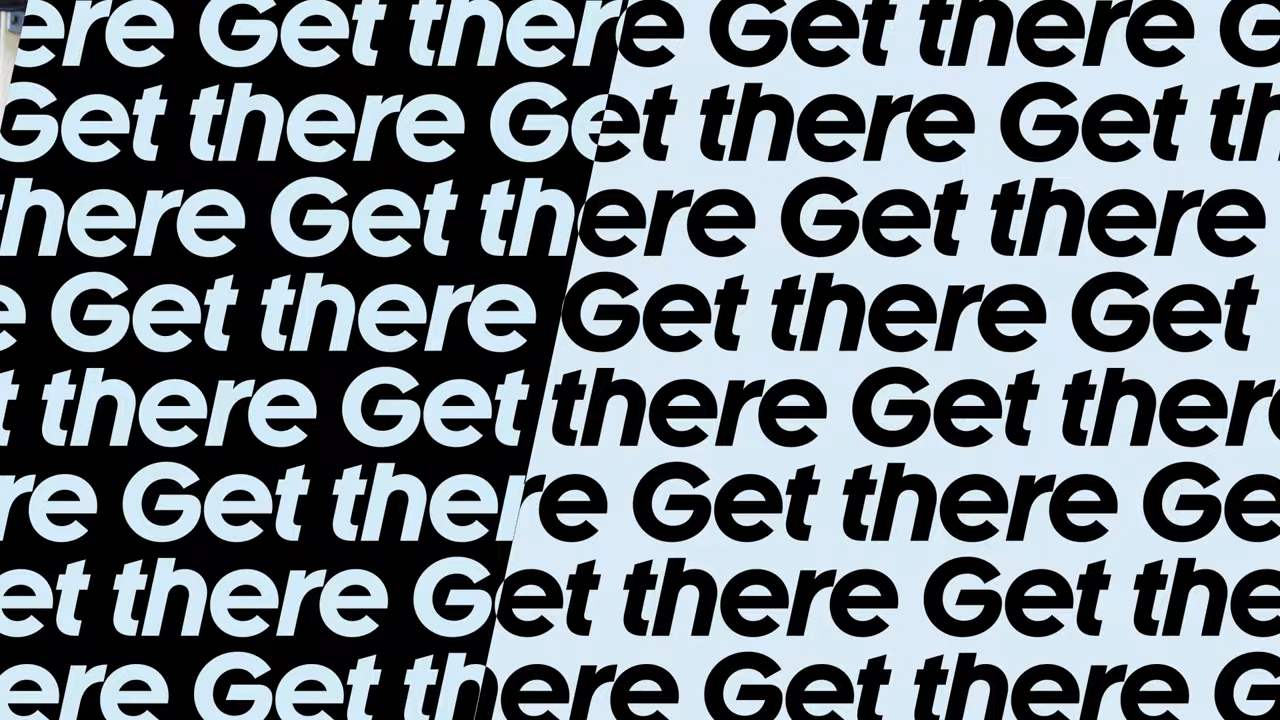 ere Get there Get there G
Get there Get there Get th
there Get there Get there
e Get there Get there Get
t there Get there Get there
re Get there Get there Ge
et there Get there Get the
ere Get there Get there G